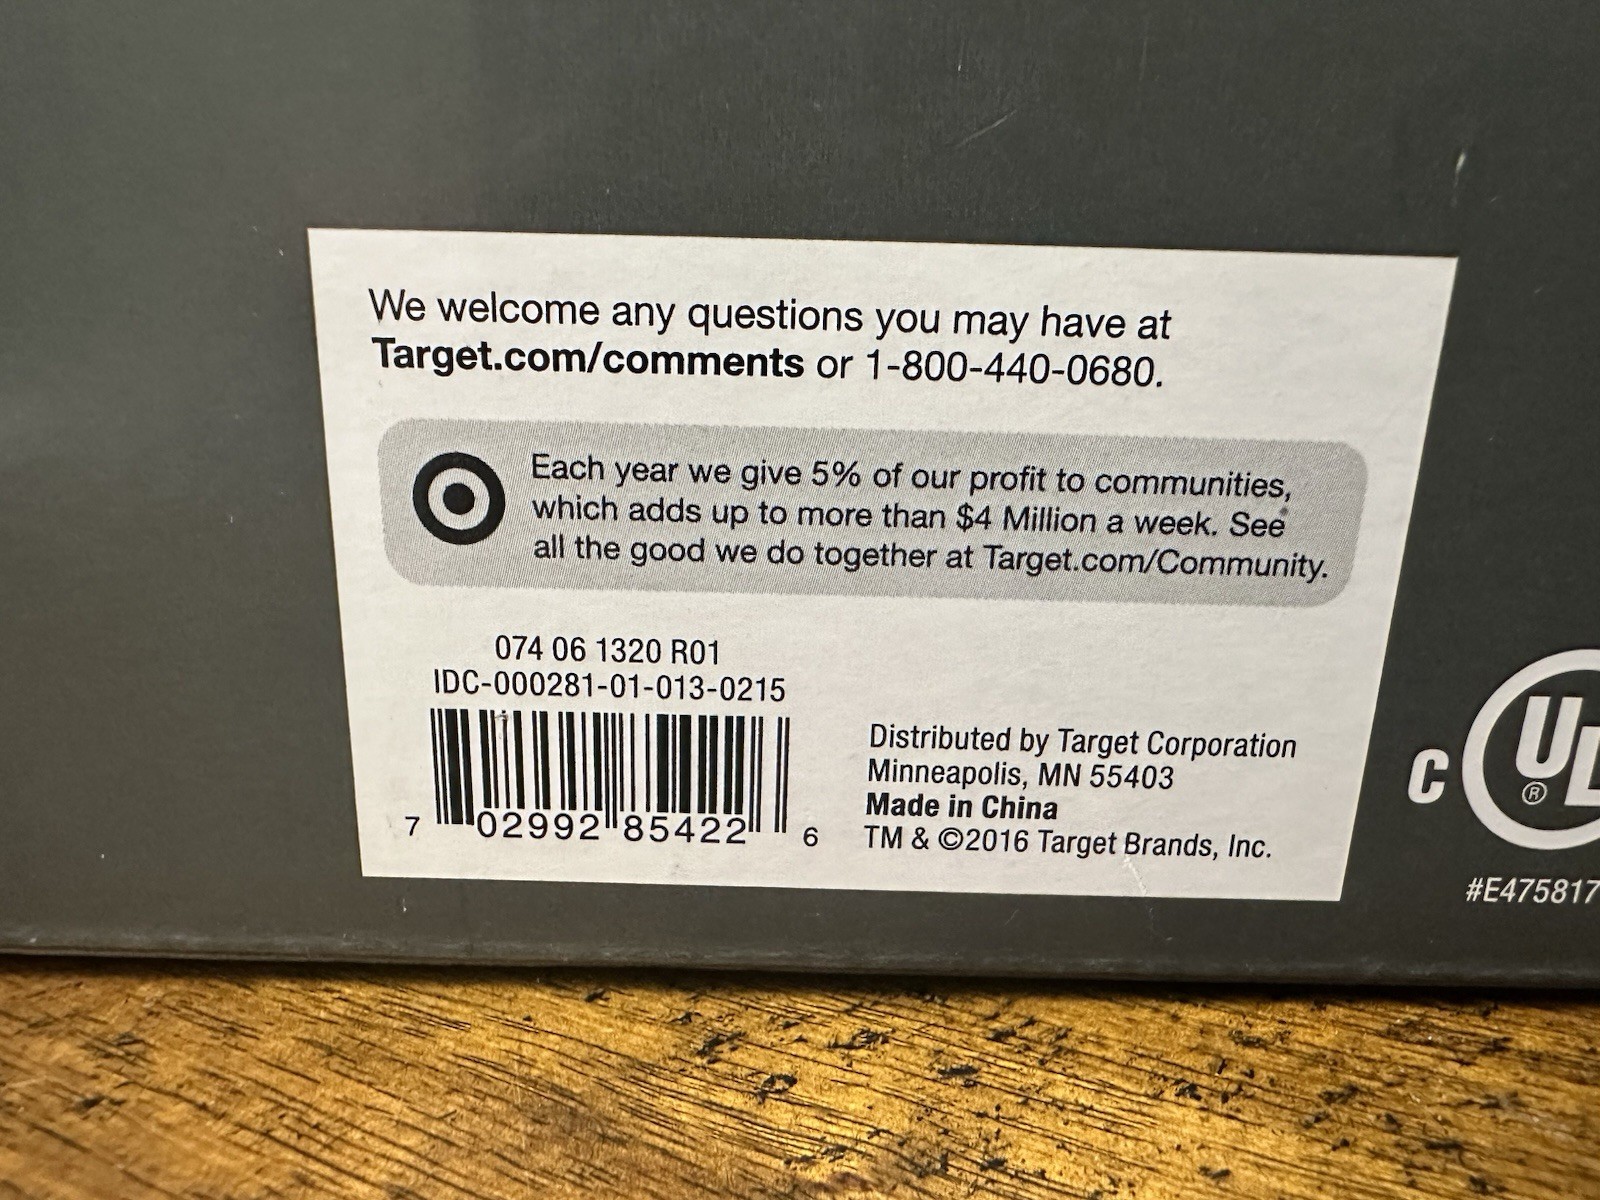 We welcome any questions you may have at
Target.com/comments or 1-800-440-0680.
Each year we give 5% of our profit to communities,
which adds up to more than $4 Million a week. See
all the good we do together at Target.com/Community.
074 06 1320 R01
IDC-000281-01-013-0215
7 02992 85422 6
Distributed by Target Corporation
Minneapolis, MN 55403
Made in China
TM & ©2016 Target Brands, Inc.
C UL ®
#E475817